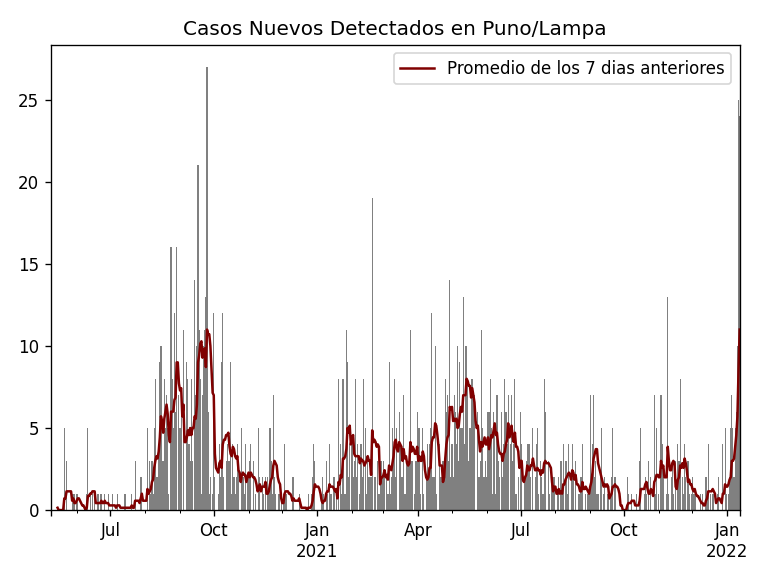 Casos Nuevos Detectados en Puno/Lampa
Promedio de los 7 dias anteriores
25
20
15
10
5
0
Jul Oct Jan Apr Jul Oct Jan
2021 2022